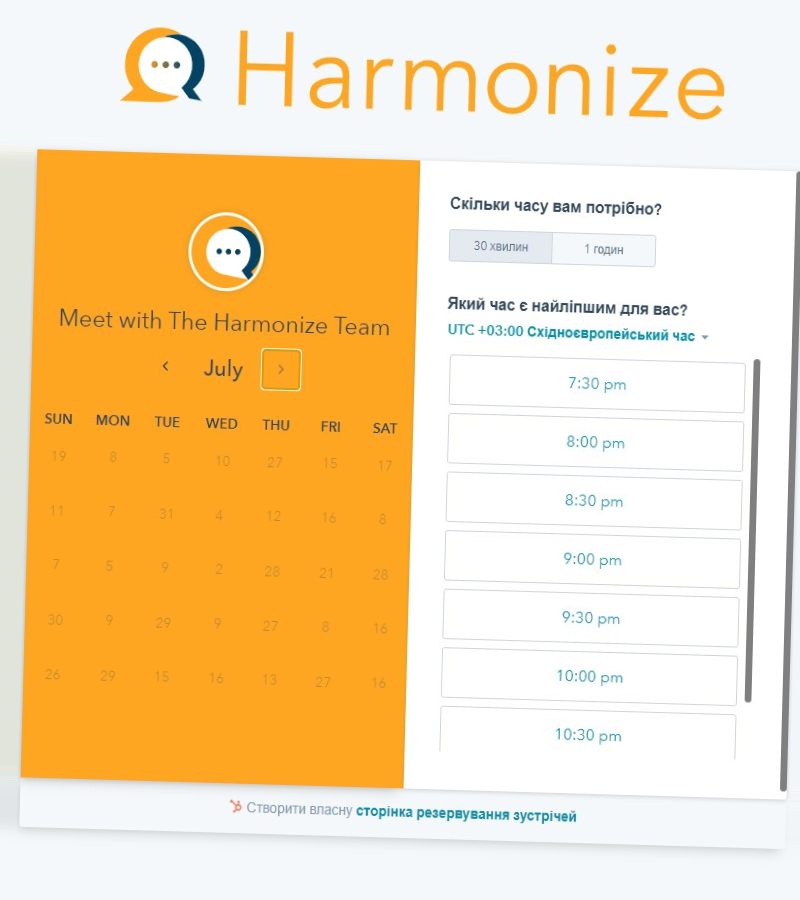 Harmonize
Meet with The Harmonize Team
July
SUN MON TUE WED THU FRI SAT
19 8 5 10 27 15 17
11 7 31 4 12 16 8
7 5 9 2 28 21 28
30 9 29 9 27 8 16
26 29 15 16 13 27 16
Скільки часу вам потрібно?
30 хвилин 1 годин
Який час є найліпшим для вас?
UTC +03:00 Східноєвропейський час
7:30 pm
8:00 pm
8:30 pm
9:00 pm
9:30 pm
10:00 pm
10:30 pm
Створити власну сторінка резервування зустрічей